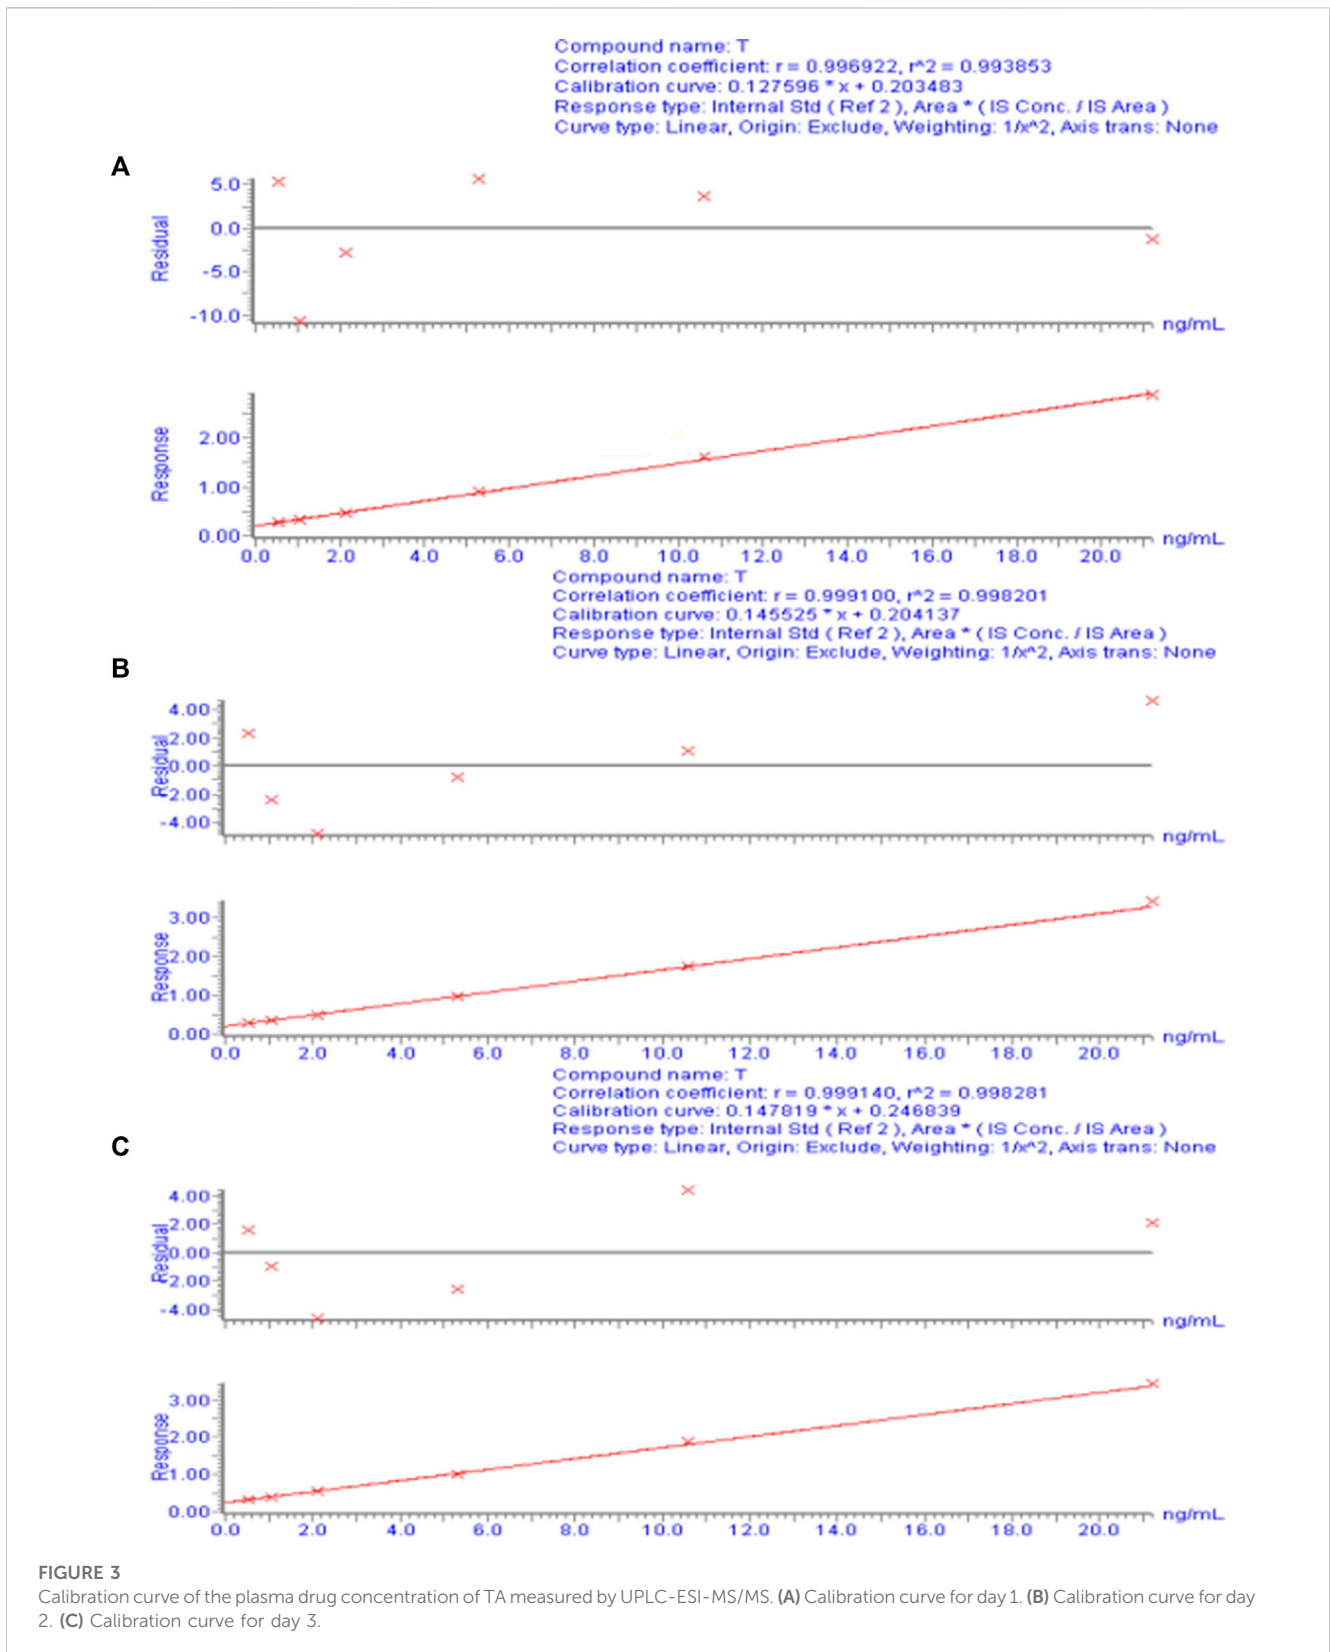 Compound name: T
Correlation coefficient: r = 0.996922, r^2 = 0.993853
Calibration curve: 0.127596 * x + 0.203483
Response type: Internal Std ( Ref 2 ), Area * ( IS Conc. / IS Area )
Curve type: Linear, Origin: Exclude, Weighting: 1/x^2, Axis trans: None
A
5.0
0.0
-5.0
-10.0
Residual
ng/mL
2.00
1.00
0.00
Response
ng/mL
0.0 2.0 4.0 6.0 8.0 10.0 12.0 14.0 16.0 18.0 20.0
Compound name: T
Correlation coefficient: r = 0.999100, r^2 = 0.998201
Calibration curve: 0.145525 * x + 0.204137
Response type: Internal Std ( Ref 2 ), Area * ( IS Conc. / IS Area )
Curve type: Linear, Origin: Exclude, Weighting: 1/x^2, Axis trans: None
B
4.00
2.00
0.00
-2.00
-4.00
Residual
ng/mL
3.00
2.00
1.00
0.00
Response
ng/mL
0.0 2.0 4.0 6.0 8.0 10.0 12.0 14.0 16.0 18.0 20.0
Compound name: T
Correlation coefficient: r = 0.999140, r^2 = 0.998281
Calibration curve: 0.147819 * x + 0.246839
Response type: Internal Std ( Ref 2 ), Area * ( IS Conc. / IS Area )
Curve type: Linear, Origin: Exclude, Weighting: 1/x^2, Axis trans: None
C
4.00
2.00
0.00
-2.00
-4.00
Residual
ng/mL
3.00
2.00
1.00
0.00
Response
ng/mL
0.0 2.0 4.0 6.0 8.0 10.0 12.0 14.0 16.0 18.0 20.0
FIGURE 3
Calibration curve of the plasma drug concentration of TA measured by UPLC-ESI-MS/MS. (A) Calibration curve for day 1. (B) Calibration curve for day
2. (C) Calibration curve for day 3.